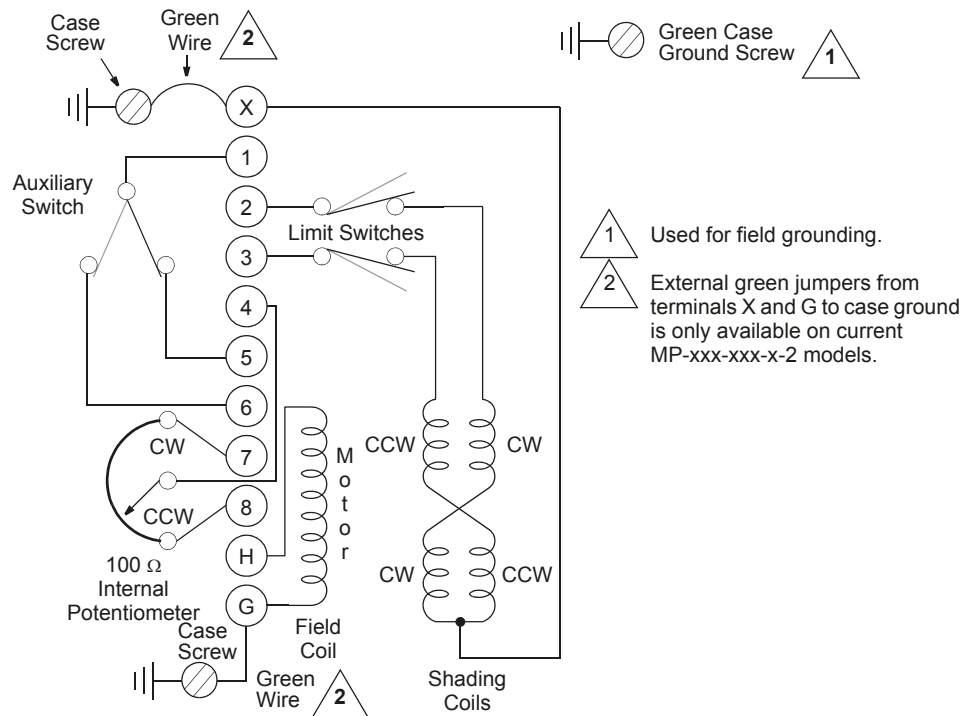 Case
Screw
Green
Wire
2
Green Case
Ground Screw
1
X
1
Auxiliary
Switch
2
Limit Switches
3
4
5
6
CW
7
CCW
8
H
G
100 Ω
Internal
Potentiometer
M
o
t
o
r
CCW
CW
CW
CCW
Case
Screw
Field
Coil
Green
Wire
2
Shading
Coils
1
Used for field grounding.
2
External green jumpers from
terminals X and G to case ground
is only available on current
MP-xxx-xxx-x-2 models.